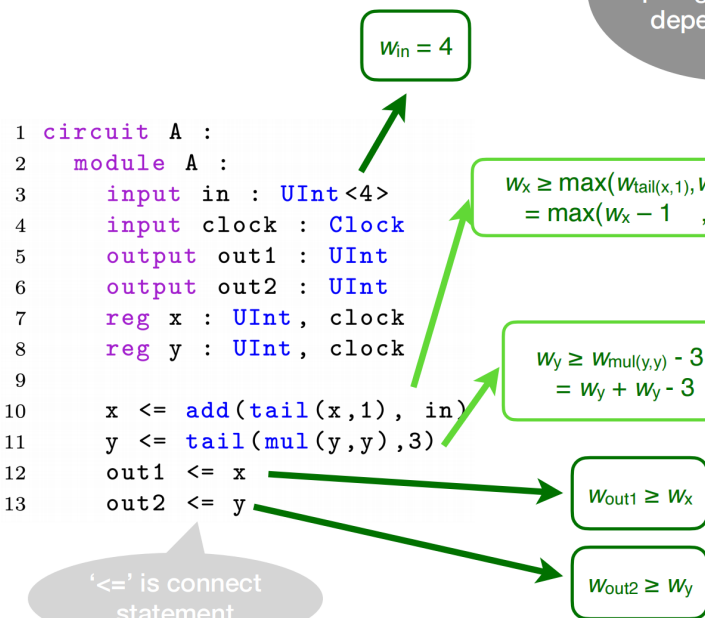 depe
w_in = 4
1 circuit A :
2 module A :
3 input in : UInt<4>
4 input clock : Clock
5 output out1 : UInt
6 output out2 : UInt
7 reg x : UInt, clock
8 reg y : UInt, clock
9
10 x <= add(tail(x,1), in)
11 y <= tail(mul(y,y),3)
12 out1 <= x
13 out2 <= y
w_x ≥ max(w_tail(x,1), w
= max(w_x − 1 ,
w_y ≥ w_mul(y,y) - 3
= w_y + w_y - 3
w_out1 ≥ w_x
w_out2 ≥ w_y
‘<=’ is connect
statement